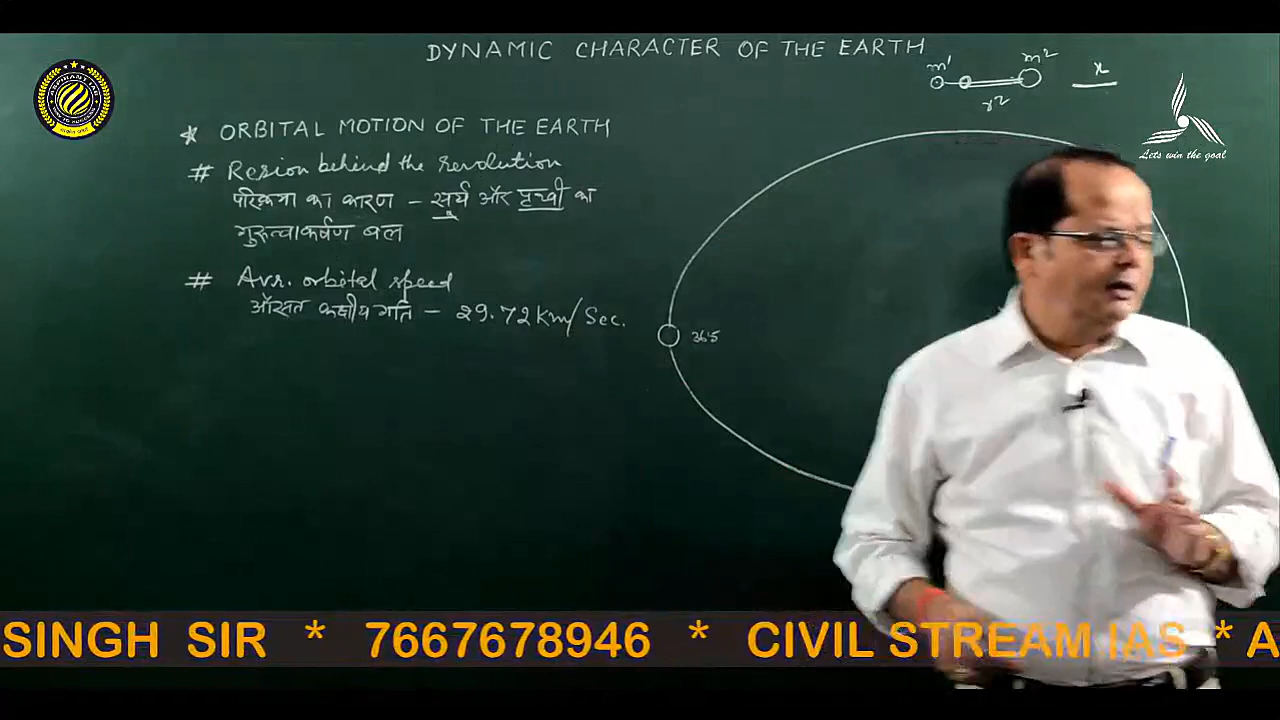 DYNAMIC CHARACTER OF THE EARTH
m1 m2
r2
x
Lets win the goal
* ORBITAL MOTION OF THE EARTH
# Resion behind the revolution
परिक्रमा का कारण – सूर्य और पृथ्वी का
गुरुत्वाकर्षण बल
# Avr. orbital speed
औसत कक्षीय गति – 29.72 Km/Sec.
365
SINGH SIR * 7667678946 * CIVIL STREAM IAS * A